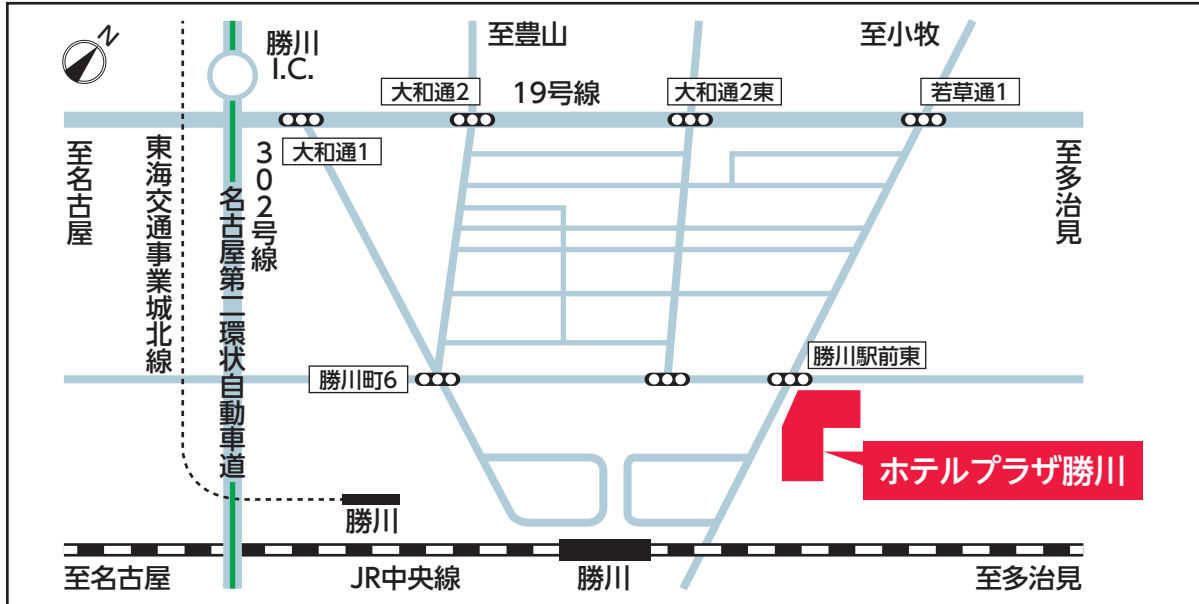 N
勝川
I.C.
至豊山
至小牧
大和通2
19号線
大和通2東
若草通1
大和通1
至名古屋
東海交通事業城北線
名古屋第二環状自動車道
302号線
至多治見
勝川町6
勝川駅前東
ホテルプラザ勝川
勝川
至名古屋
JR中央線
勝川
至多治見